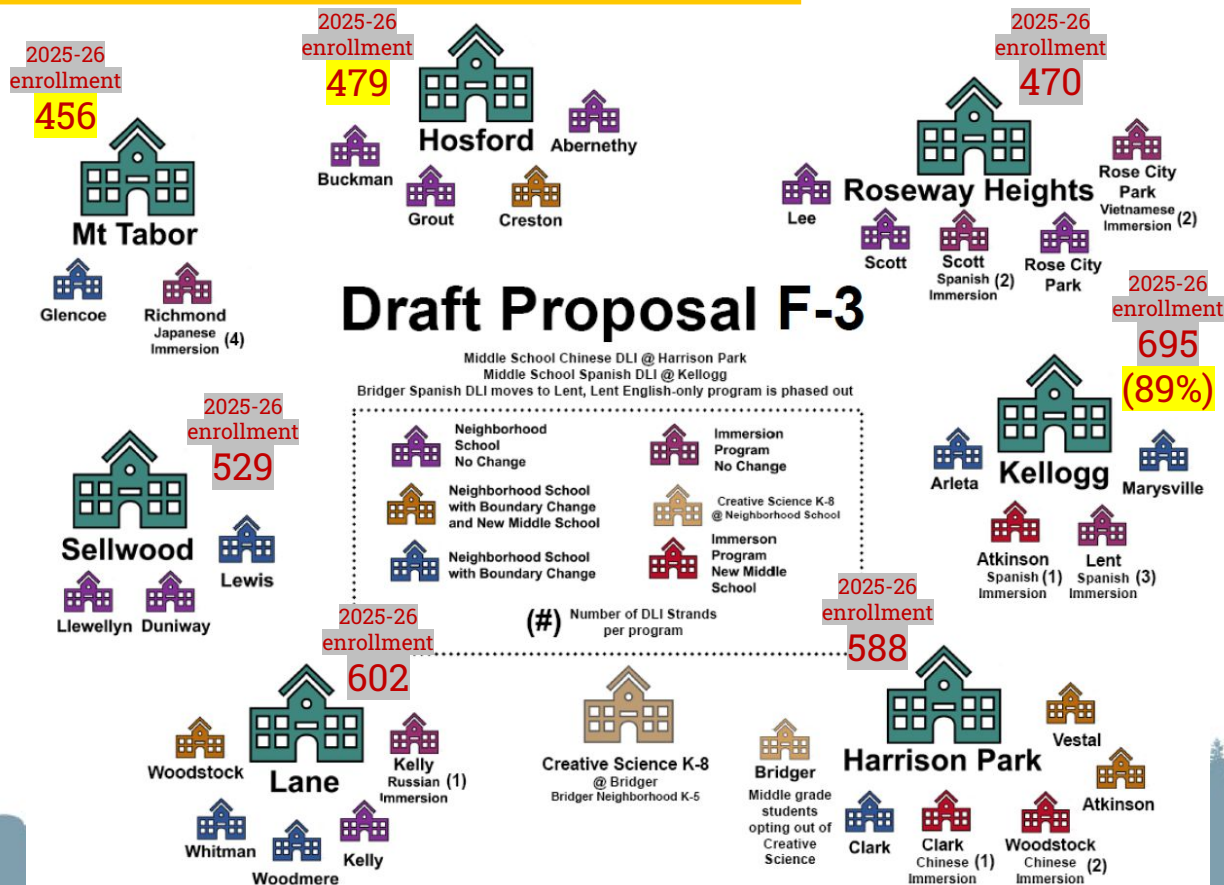 2025-26
enrollment
456
Mt Tabor
Glencoe
Richmond
Japanese
Immersion (4)
2025-26
enrollment
479
Hosford
Abernethy
Buckman
Grout
Creston
2025-26
enrollment
470
Roseway Heights
Lee
Scott
Scott
Spanish (2)
Immersion
Rose City
Park
Rose City
Park
Vietnamese
Immersion (2)
Draft Proposal F-3
Middle School Chinese DLI @ Harrison Park
Middle School Spanish DLI @ Kellogg
Bridger Spanish DLI moves to Lent, Lent English-only program is phased out
Neighborhood
School
No Change
Immersion
Program
No Change
Neighborhood School
with Boundary Change
and New Middle School
Creative Science K-8
@ Neighborhood School
Neighborhood School
with Boundary Change
Immerson
Program
New Middle
School
(#) Number of DLI Strands
per program
2025-26
enrollment
695
(89%)
Kellogg
Arleta
Marysville
Atkinson
Spanish (1)
Immersion
Lent
Spanish (3)
Immersion
2025-26
enrollment
529
Sellwood
Lewis
Llewellyn
Duniway
2025-26
enrollment
602
Lane
Woodstock
Kelly
Russian (1)
Immersion
Whitman
Woodmere
Kelly
Creative Science K-8
@ Bridger
Bridger Neighborhood K-5
2025-26
enrollment
588
Harrison Park
Bridger
Middle grade
students
opting out of
Creative
Science
Vestal
Atkinson
Clark
Clark
Chinese (1)
Immersion
Woodstock
Chinese (2)
Immersion